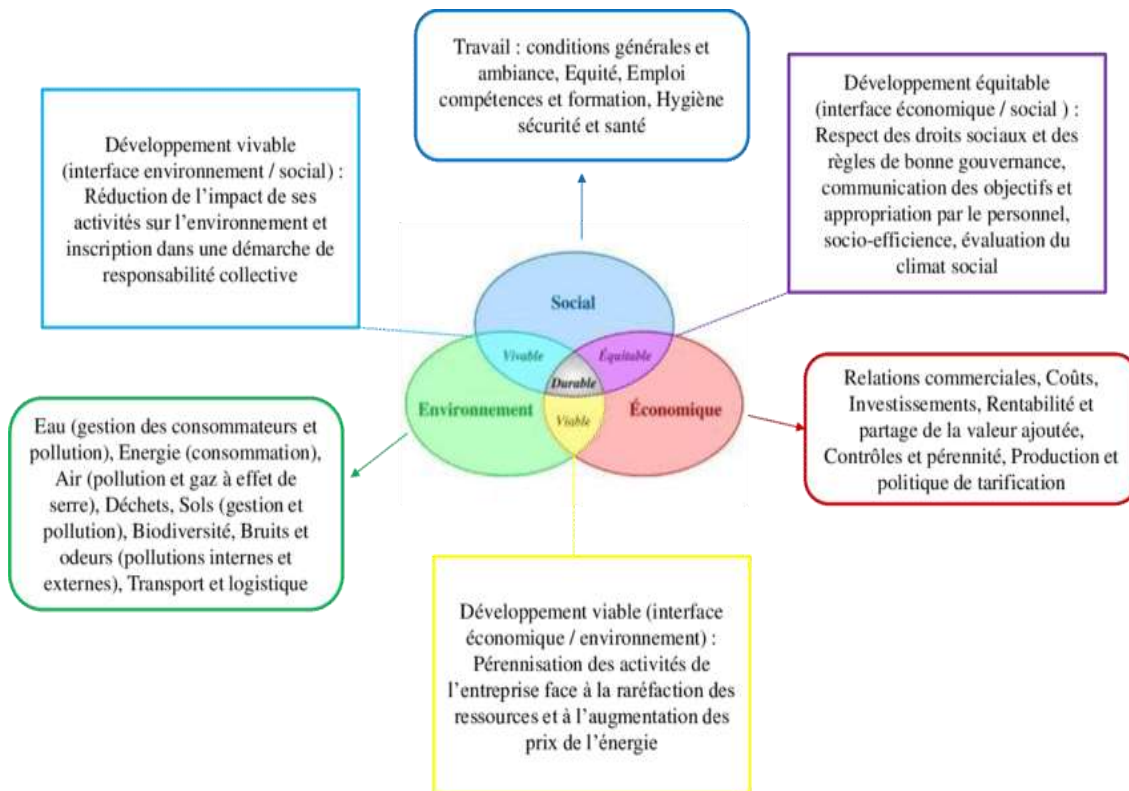 Travail : conditions générales et
ambiance, Equité, Emploi
compétences et formation, Hygiène
sécurité et santé
Développement vivable
(interface environnement / social) :
Réduction de l’impact de ses
activités sur l’environnement et
inscription dans une démarche de
responsabilité collective
Développement équitable
(interface économique / social ) :
Respect des droits sociaux et des
règles de bonne gouvernance,
communication des objectifs et
appropriation par le personnel,
socio-efficience, évaluation du
climat social
Social
Vivable
Équitable
Durable
Environnement
Économique
Viable
Eau (gestion des consommateurs et
pollution), Energie (consommation),
Air (pollution et gaz à effet de
serre), Déchets, Sols (gestion et
pollution), Biodiversité, Bruits et
odeurs (pollutions internes et
externes), Transport et logistique
Relations commerciales, Coûts,
Investissements, Rentabilité et
partage de la valeur ajoutée,
Contrôles et pérennité, Production et
politique de tarification
Développement viable (interface
économique / environnement) :
Pérennisation des activités de
l’entreprise face à la raréfaction des
ressources et à l’augmentation des
prix de l’énergie